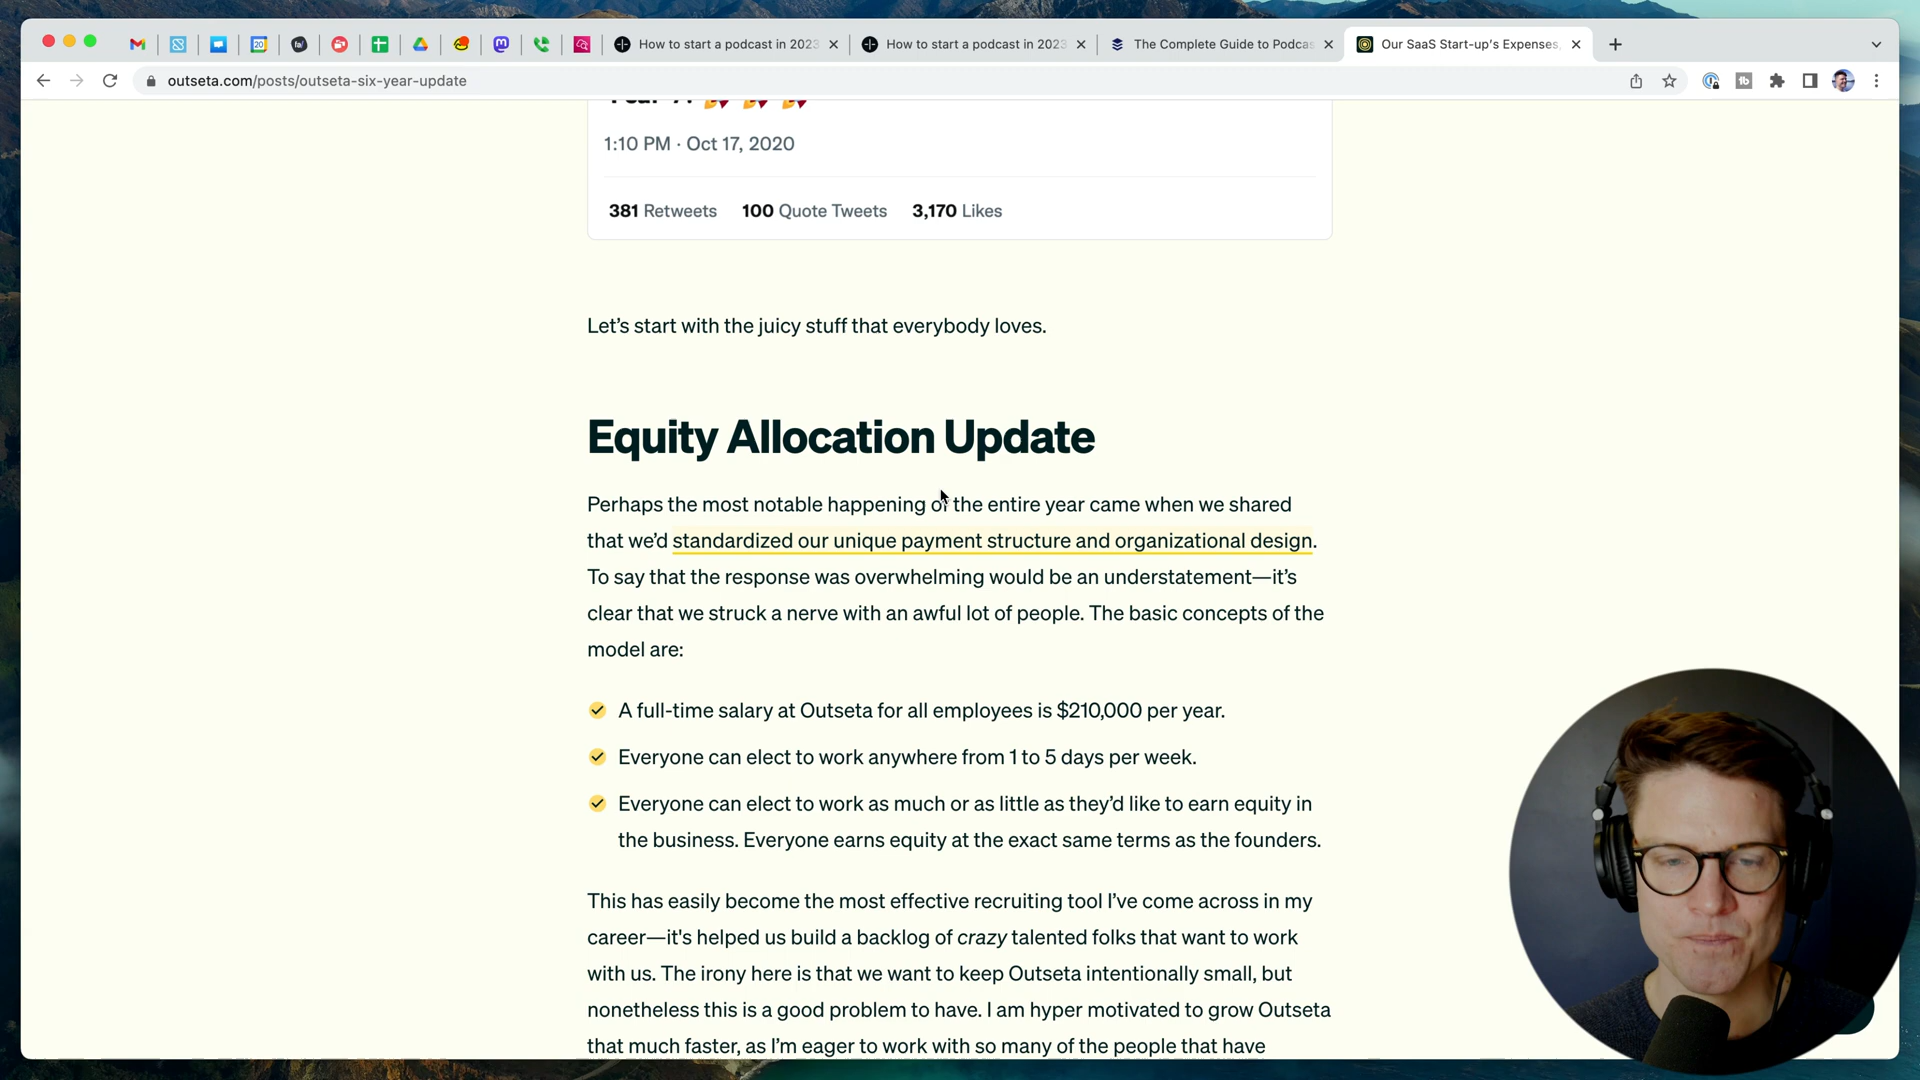 How to start a podcast in 2023
How to start a podcast in 2023
The Complete Guide to Podca
Our SaaS Start-up's Expenses,
outseta.com/posts/outseta-six-year-update
1:10 PM · Oct 17, 2020
381 Retweets 100 Quote Tweets 3,170 Likes
Let's start with the juicy stuff that everybody loves.
Equity Allocation Update
Perhaps the most notable happening of the entire year came when we shared
that we'd standardized our unique payment structure and organizational design.
To say that the response was overwhelming would be an understatement—it's
clear that we struck a nerve with an awful lot of people. The basic concepts of the
model are:
A full-time salary at Outseta for all employees is $210,000 per year.
Everyone can elect to work anywhere from 1 to 5 days per week.
Everyone can elect to work as much or as little as they'd like to earn equity in
the business. Everyone earns equity at the exact same terms as the founders.
This has easily become the most effective recruiting tool I've come across in my
career—it's helped us build a backlog of crazy talented folks that want to work
with us. The irony here is that we want to keep Outseta intentionally small, but
nonetheless this is a good problem to have. I am hyper motivated to grow Outseta
that much faster, as I'm eager to work with so many of the people that have